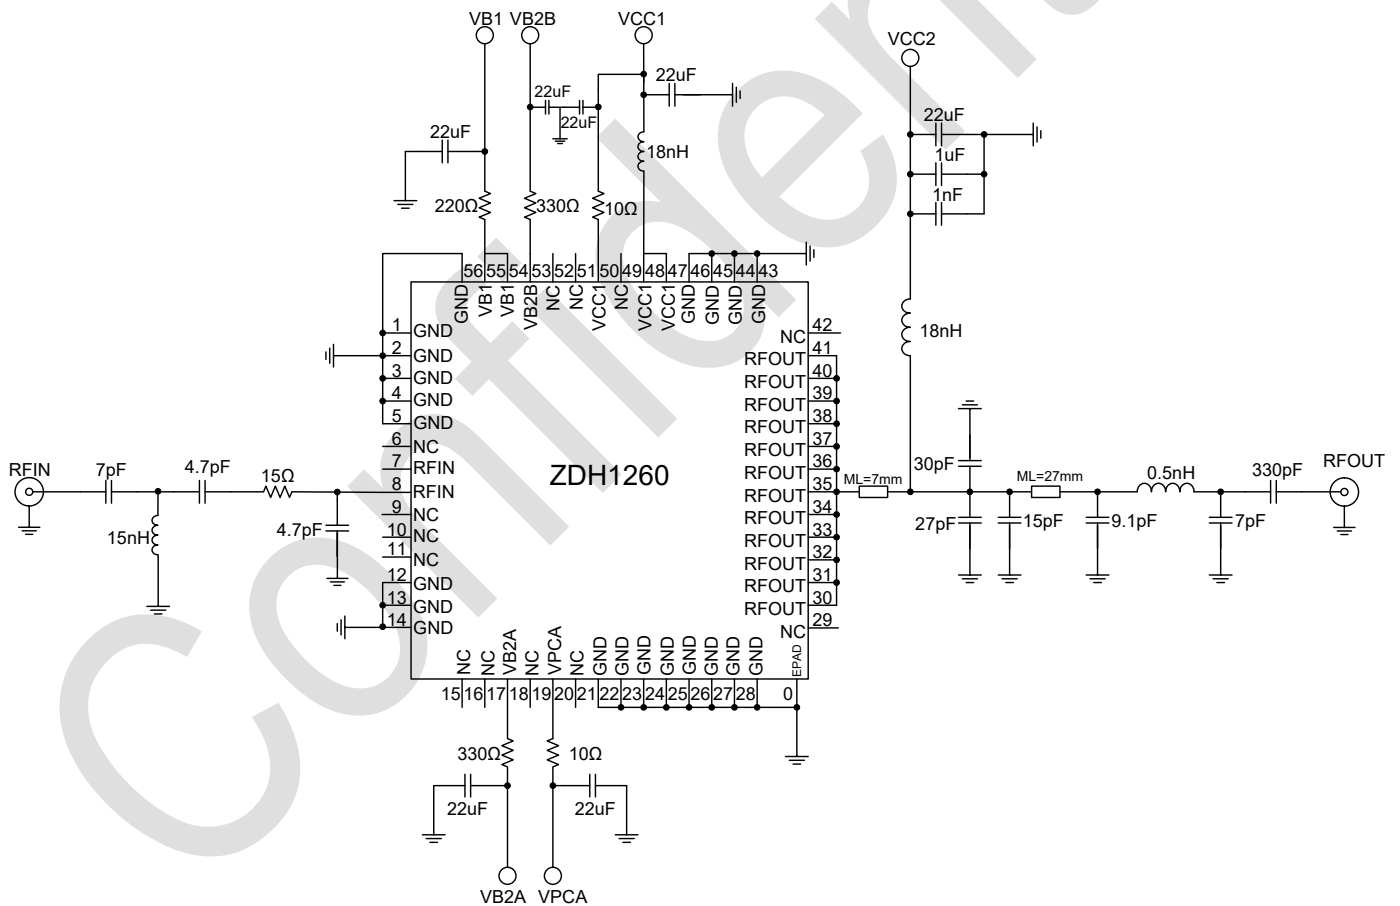 VB1 VB2B VCC1
VCC2
22uF
22uF
22uF
22uF
22uF
1uF
1nF
18nH
220Ω 330Ω 10Ω
18nH
56 55 54 53 52 51 50 49 48 47 46 45 44 43
GND VB1 VB1 VB2B NC NC VCC1 NC VCC1 VCC1 GND GND GND GND
1 GND
2 GND
3 GND
4 GND
5 GND
6 NC
7 RFIN
8 RFIN
9 NC
10 NC
11 NC
12 GND
13 GND
14 GND
ZDH1260
42 NC
RFOUT 41
RFOUT 40
RFOUT 39
RFOUT 38
RFOUT 37
RFOUT 36
RFOUT 35
RFOUT 34
RFOUT 33
RFOUT 32
RFOUT 31
RFOUT 30
NC 29
RFIN
7pF 4.7pF 15Ω
15nH
4.7pF
ML=7mm
30pF
27pF
15pF
ML=27mm
9.1pF
0.5nH
7pF
330pF
RFOUT
NC NC VB2A NC VPCA NC GND GND GND GND GND GND GND EPAD
15 16 17 18 19 20 21 22 23 24 25 26 27 28 0
330Ω 10Ω
22uF 22uF
VB2A VPCA
Confident